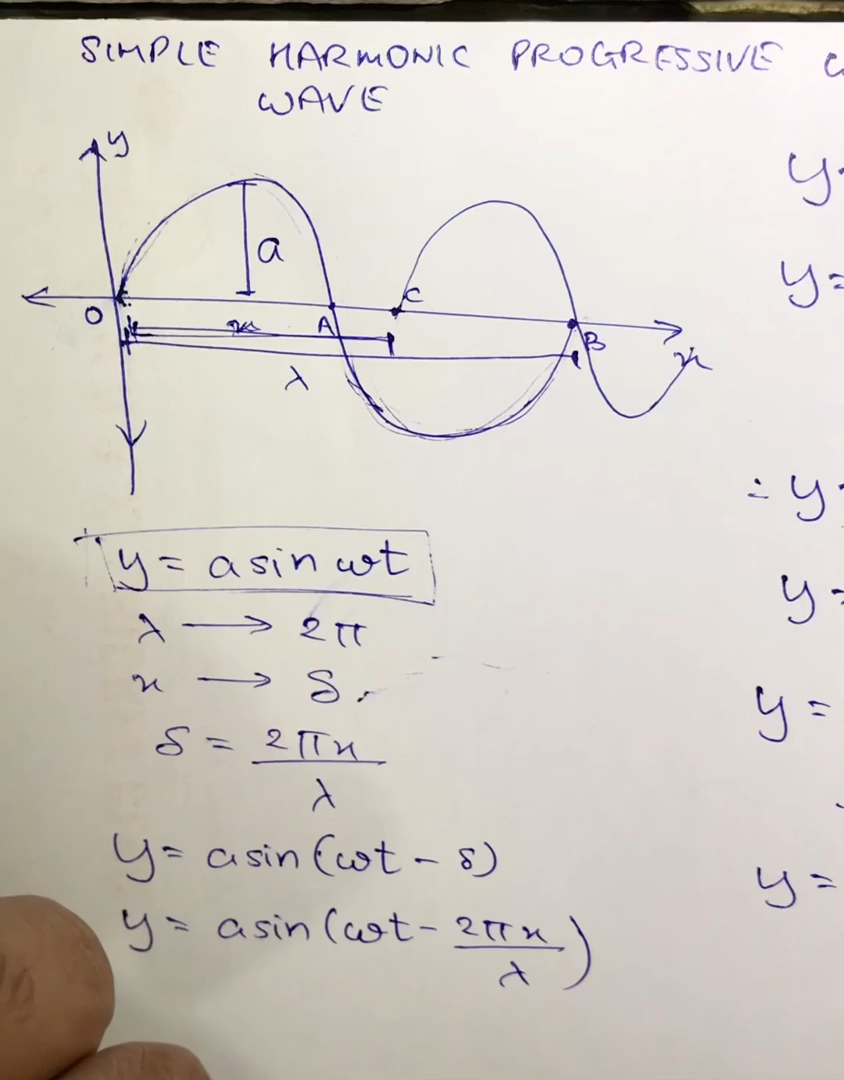 SIMPLE HARMONIC PROGRESSIVE
WAVE
y
a
O
A
C
x
B
x
λ
y = a sin ωt
λ → 2π
x → δ
δ = 2πx / λ
y = a sin (ωt - δ)
y = a sin (ωt - 2πx / λ)
y
y =
= y
y =
y =
y =